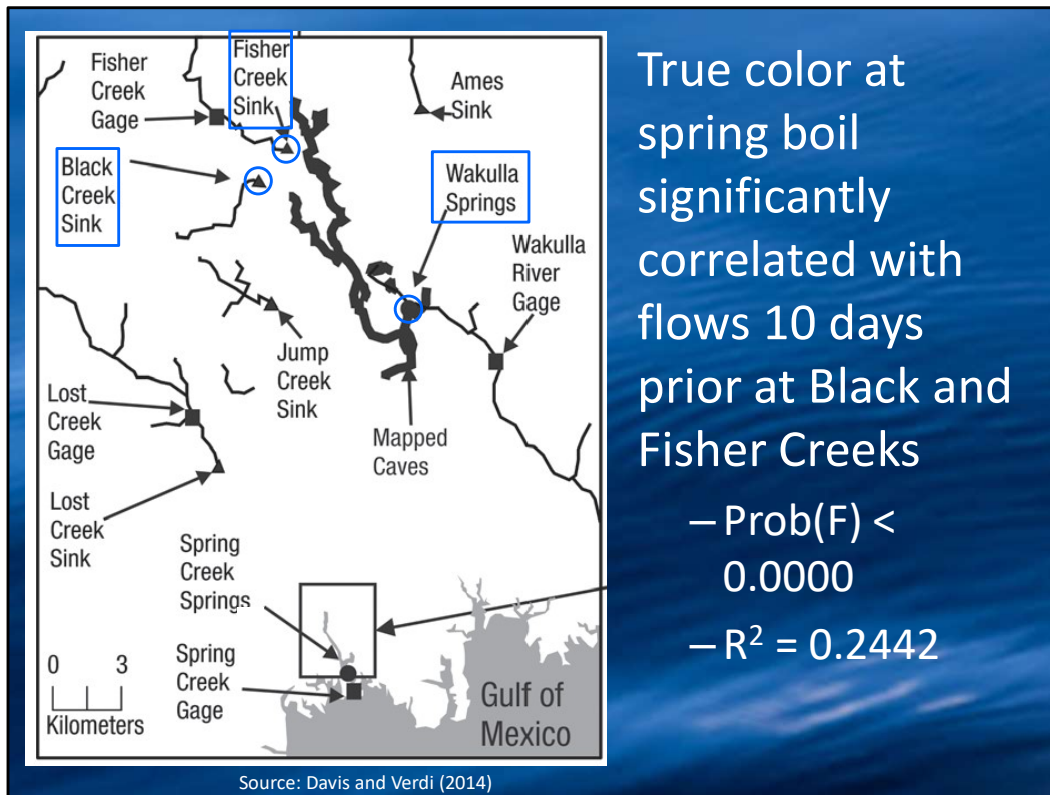 Fisher
Creek
Gage
Fisher
Creek
Sink
Ames
Sink
Black
Creek
Sink
Wakulla
Springs
Wakulla
River
Gage
Jump
Creek
Sink
Lost
Creek
Gage
Mapped
Caves
Lost
Creek
Sink
Spring
Creek
Springs
Spring
Creek
Gage
0 3
Kilometers
Gulf of
Mexico
Source: Davis and Verdi (2014)
True color at
spring boil
significantly
correlated with
flows 10 days
prior at Black and
Fisher Creeks
– Prob(F) <
0.0000
– R² = 0.2442